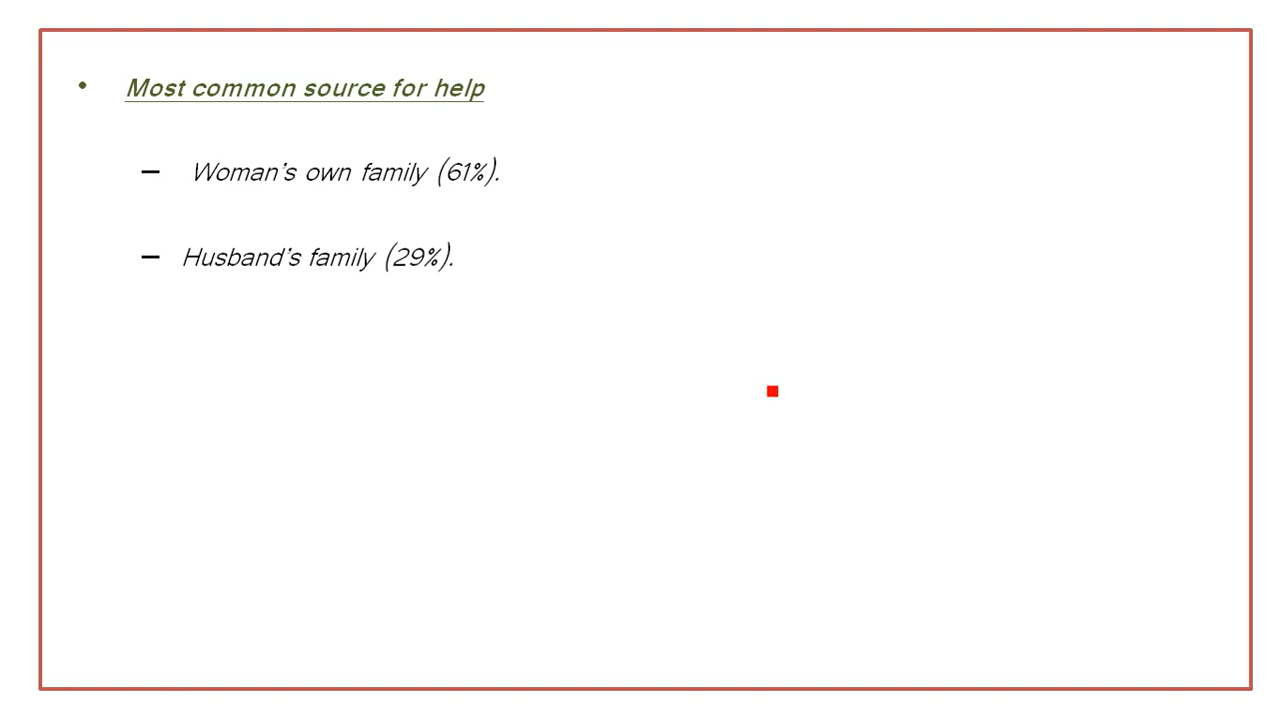 • Most common source for help
– Woman's own family (61%).
– Husband's family (29%).